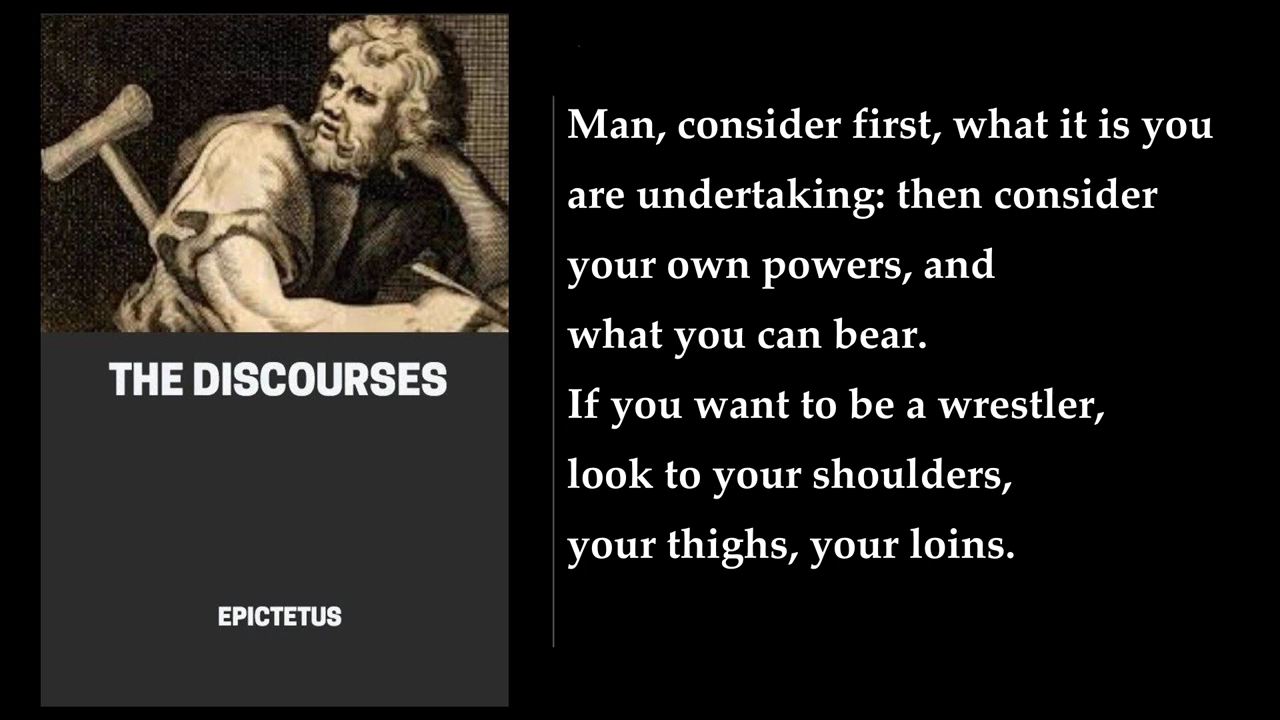 THE DISCOURSES
EPICTETUS
Man, consider first, what it is you
are undertaking: then consider
your own powers, and
what you can bear.
If you want to be a wrestler,
look to your shoulders,
your thighs, your loins.